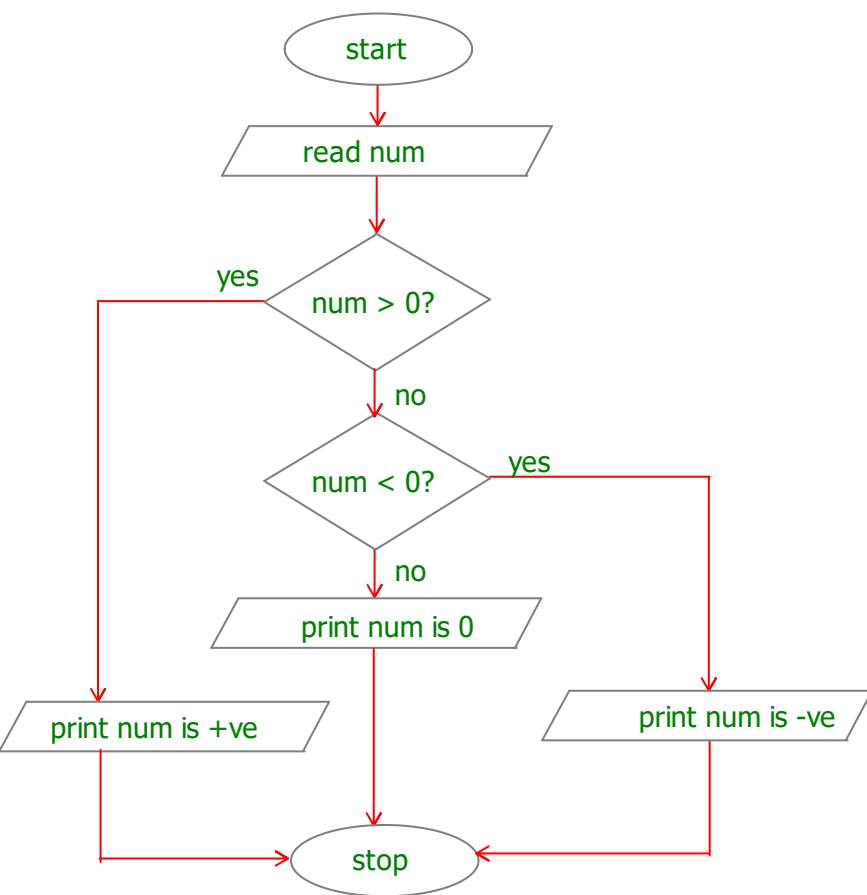 start
read num
yes
num > 0?
no
num < 0?
yes
no
print num is 0
print num is +ve
print num is -ve
stop